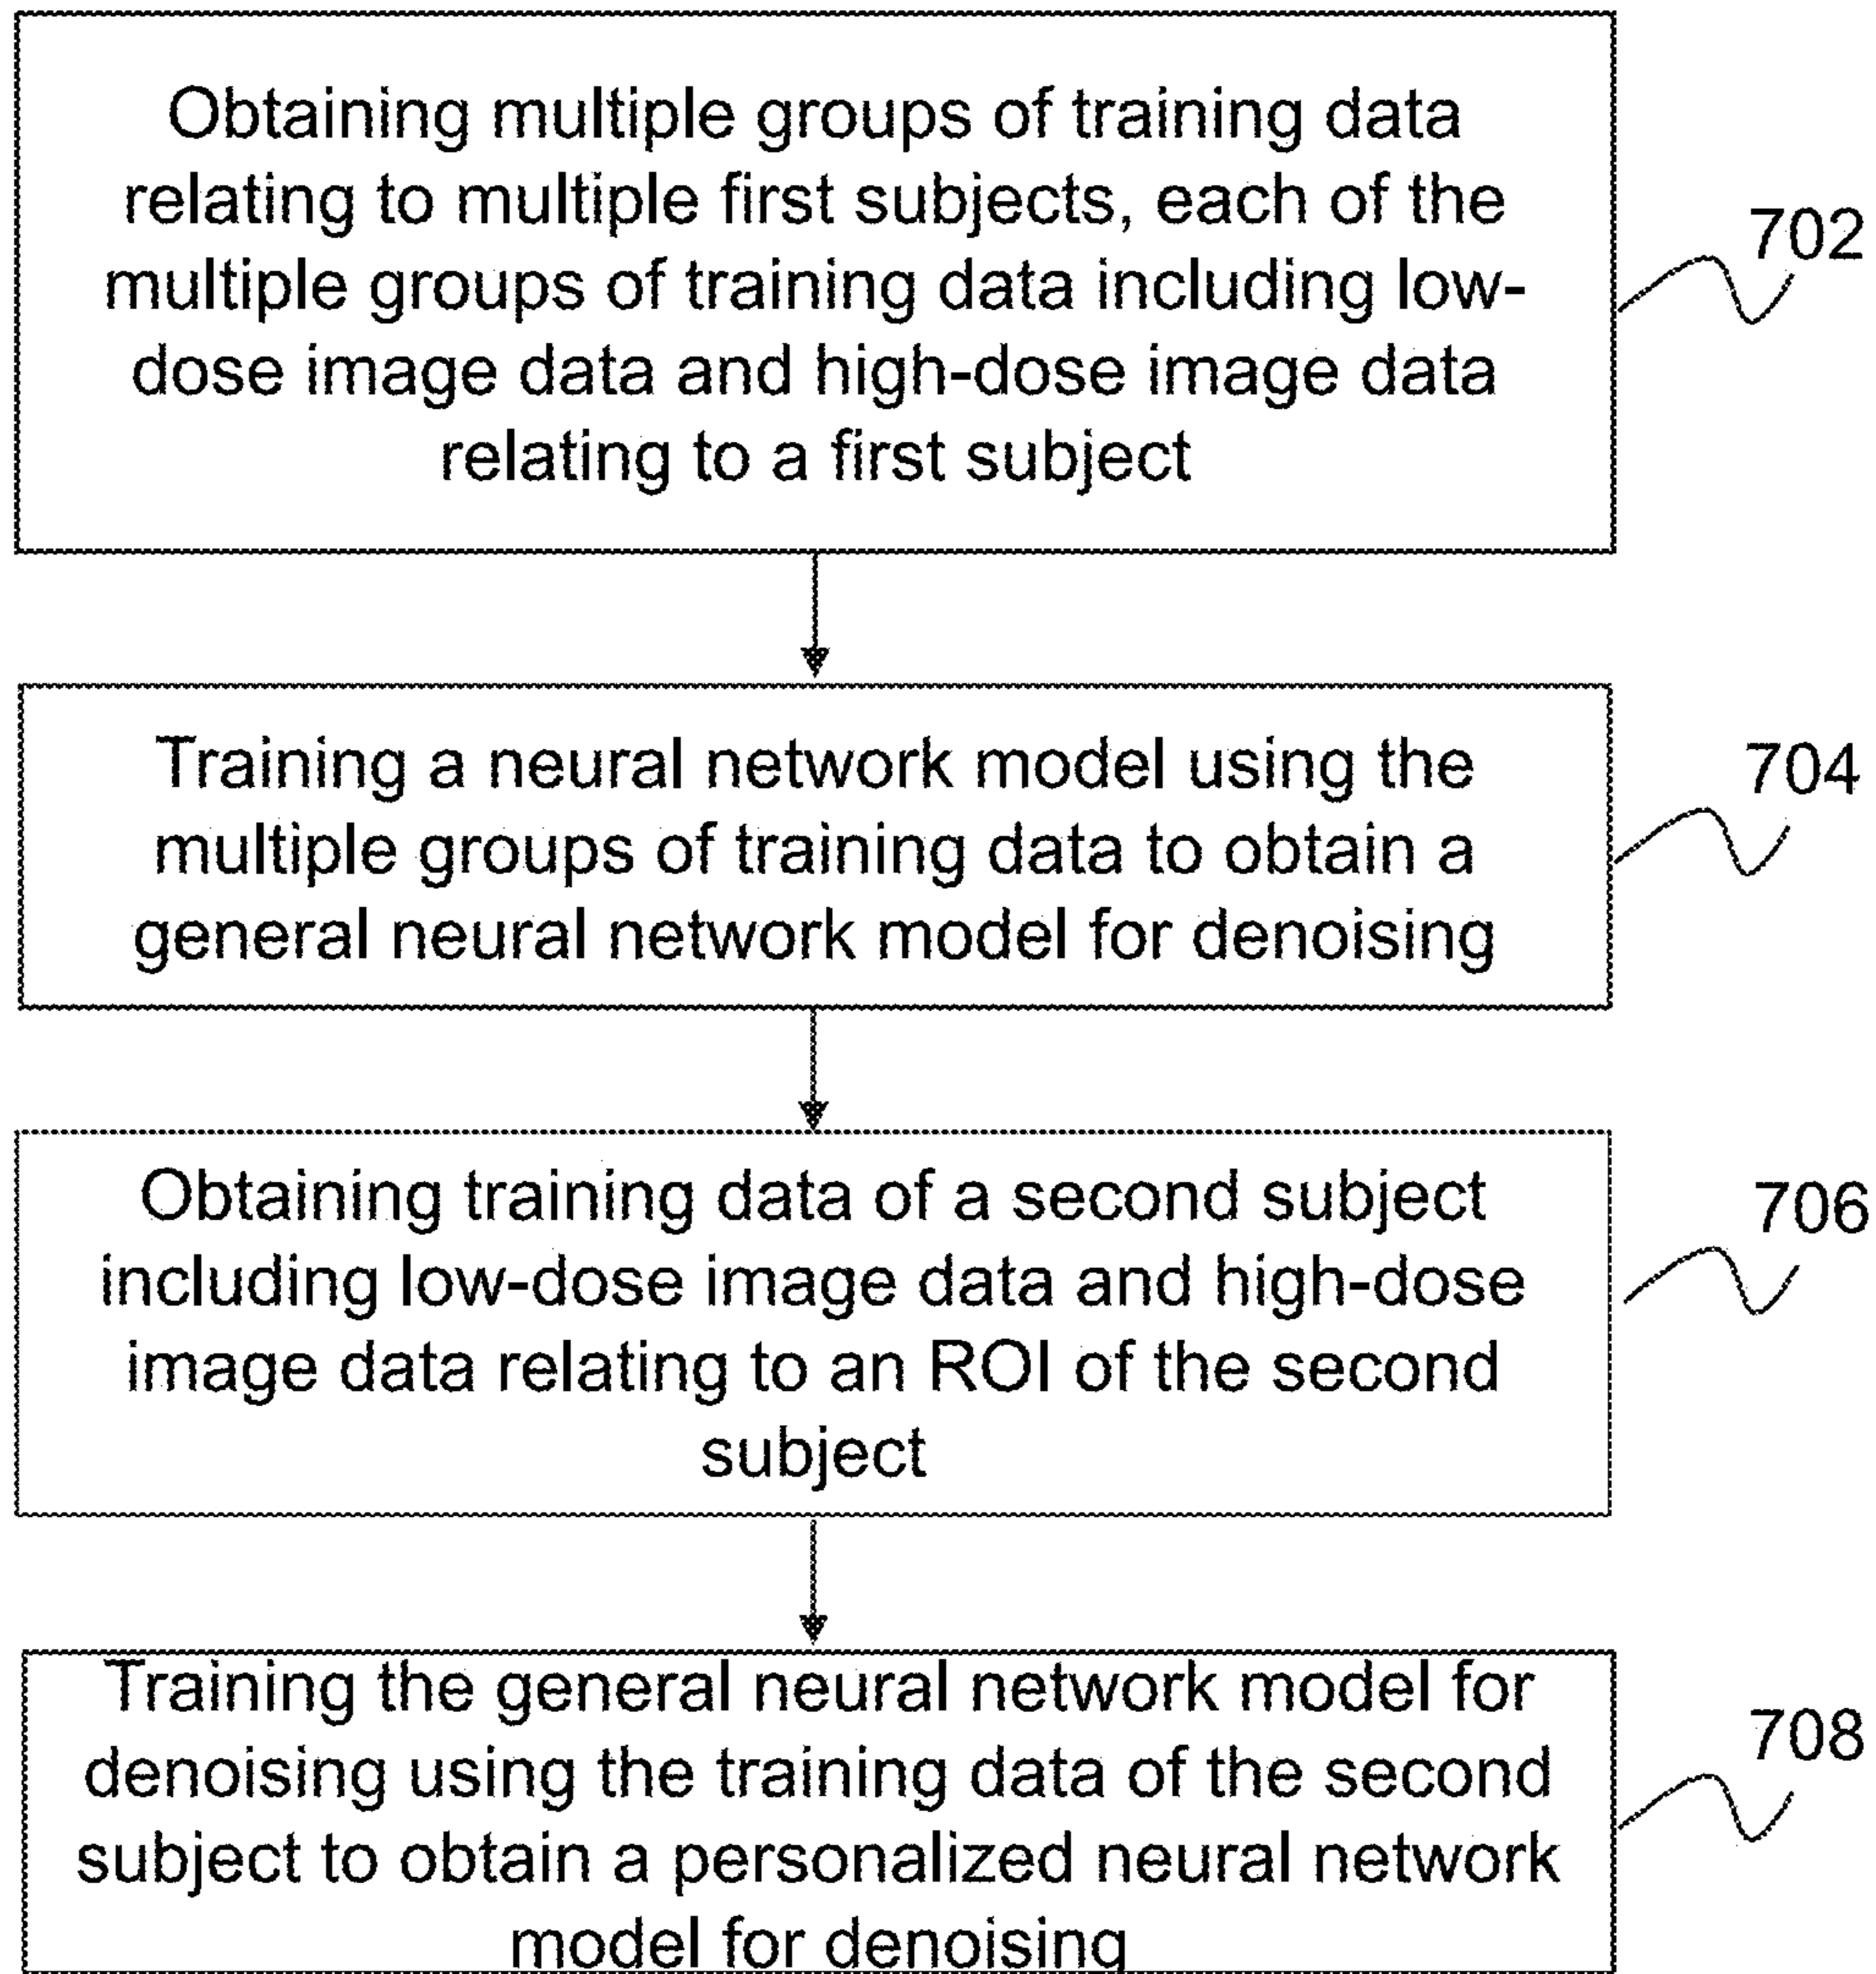 Obtaining multiple groups of training data
relating to multiple first subjects, each of the
multiple groups of training data including low-
dose image data and high-dose image data
relating to a first subject
702
Training a neural network model using the
multiple groups of training data to obtain a
general neural network model for denoising
704
Obtaining training data of a second subject
including low-dose image data and high-dose
image data relating to an ROI of the second
subject
706
Training the general neural network model for
denoising using the training data of the second
subject to obtain a personalized neural network
model for denoising
708